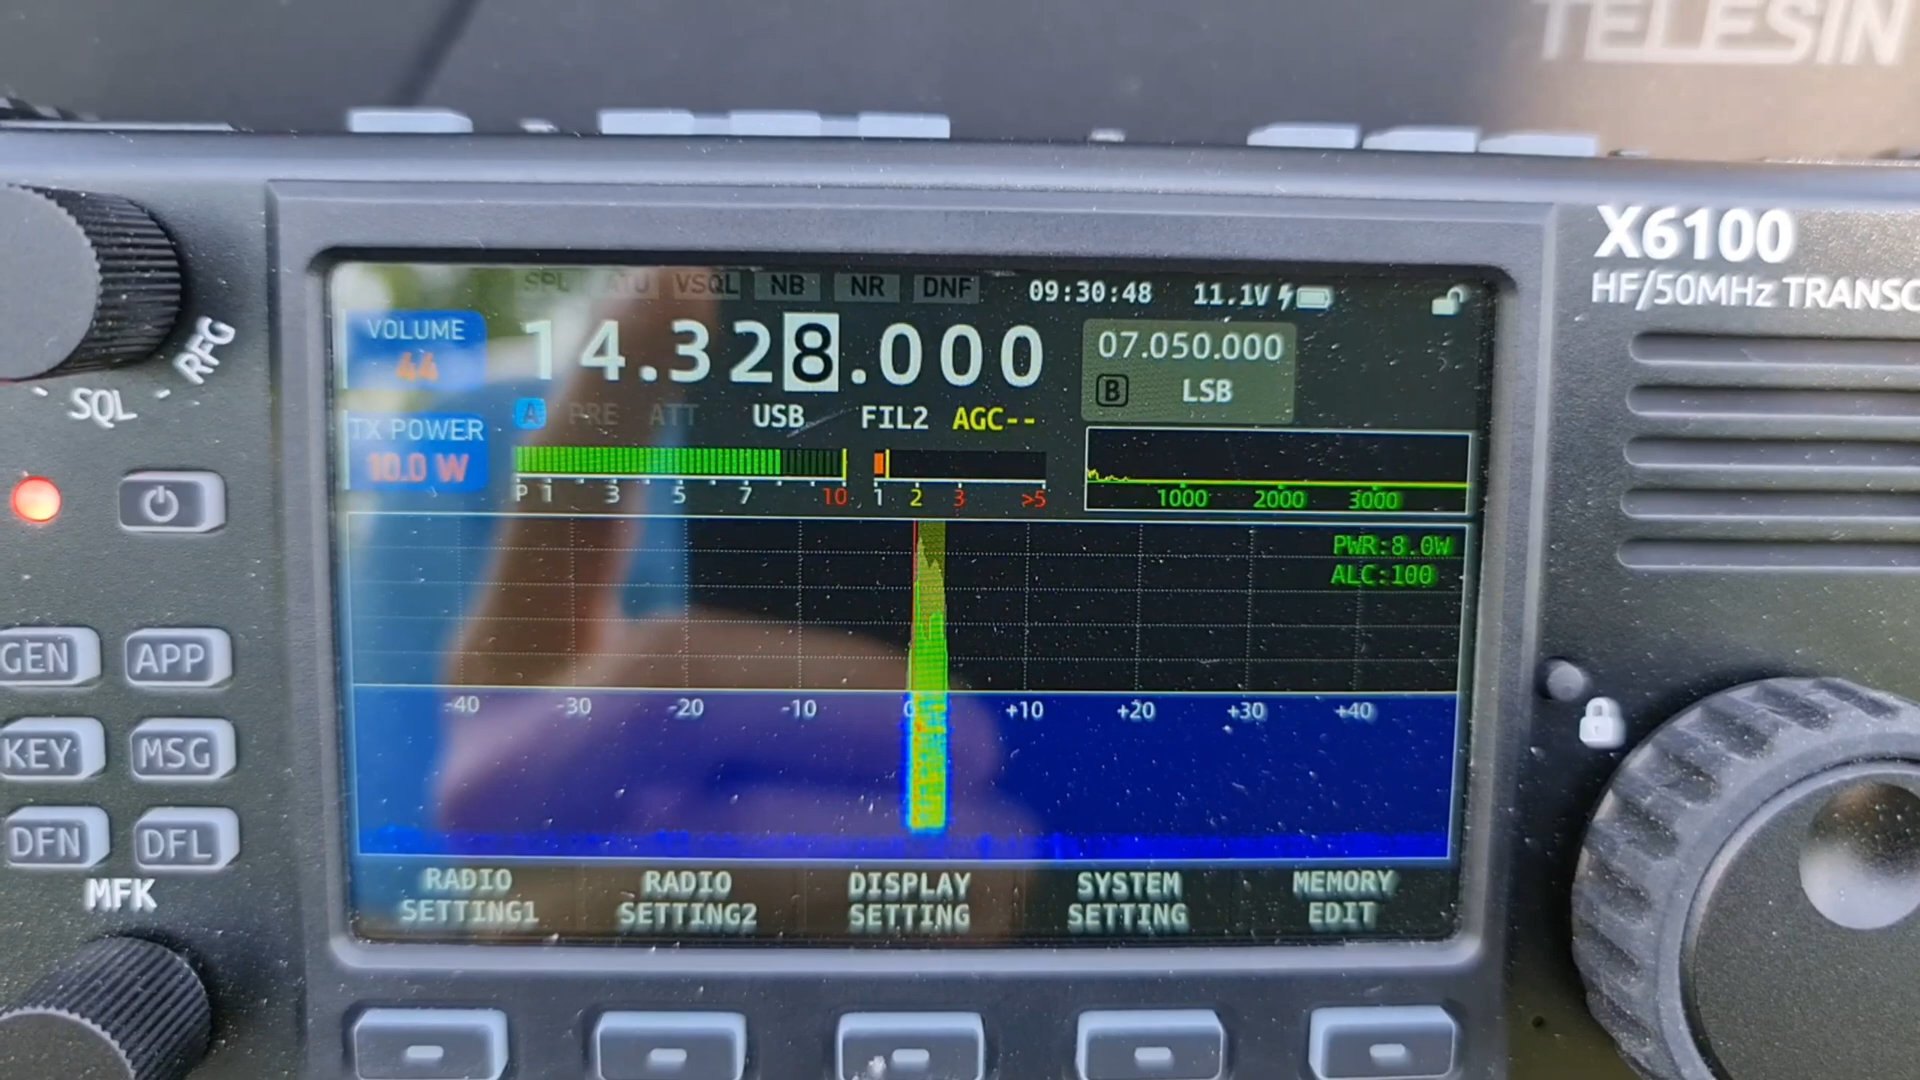 TELESIN
X6100
HF/50MHz TRANSC
SPL ATU VSQL NB NR DNF 09:30:48 11.1V
VOLUME
44
14.328.000
07.050.000
B LSB
A PRE ATT USB FIL2 AGC--
TX POWER
10.0 W
P 1 3 5 7 10 1 2 3 >5
1000 2000 3000
PWR:8.0W
ALC:100
-40 -30 -20 -10 0 +10 +20 +30 +40
RADIO SETTING1
RADIO SETTING2
DISPLAY SETTING
SYSTEM SETTING
MEMORY EDIT
RFG
SQL
GEN APP
KEY MSG
DFN DFL
MFK